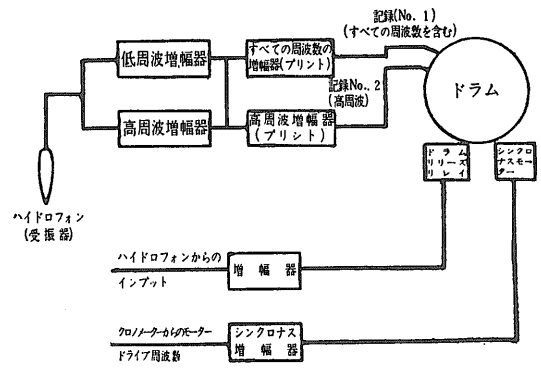 記録(No. 1)
(すべての周波数を含む)
低周波増幅器
すべての周波数の
増幅器(プリント)
記録No. 2
(高周波)
ドラム
高周波増幅器
高周波増幅器
(プリント)
ドラム
リリーズ
リレイ
シンクロ
ナスモー
ター
ハイドロフォン
(受振器)
ハイドロフォンからの
インプット
増幅器
クロノメーターからのモーター
ドライブ周波数
シンクロナス
増幅器